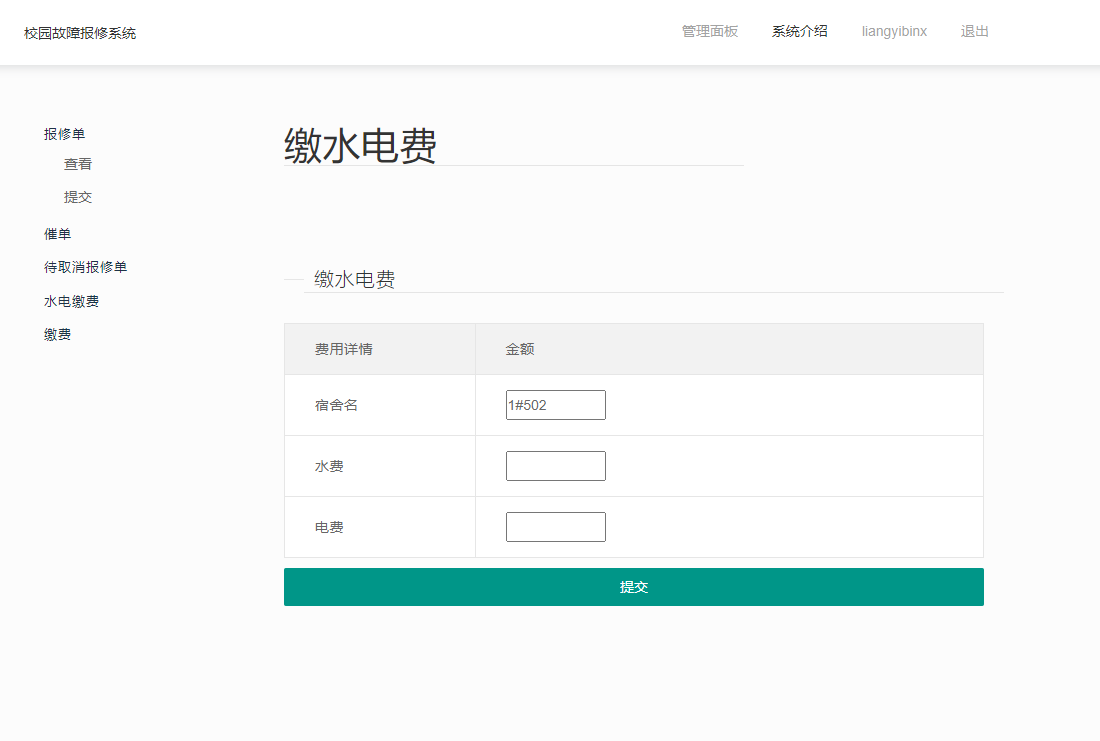 校园故障报修系统
管理面板 系统介绍 liangyibinx 退出
报修单
查看
提交
催单
待取消报修单
水电缴费
缴费
缴水电费
缴水电费
费用详情 金额
宿舍名 1#502
水费
电费
提交